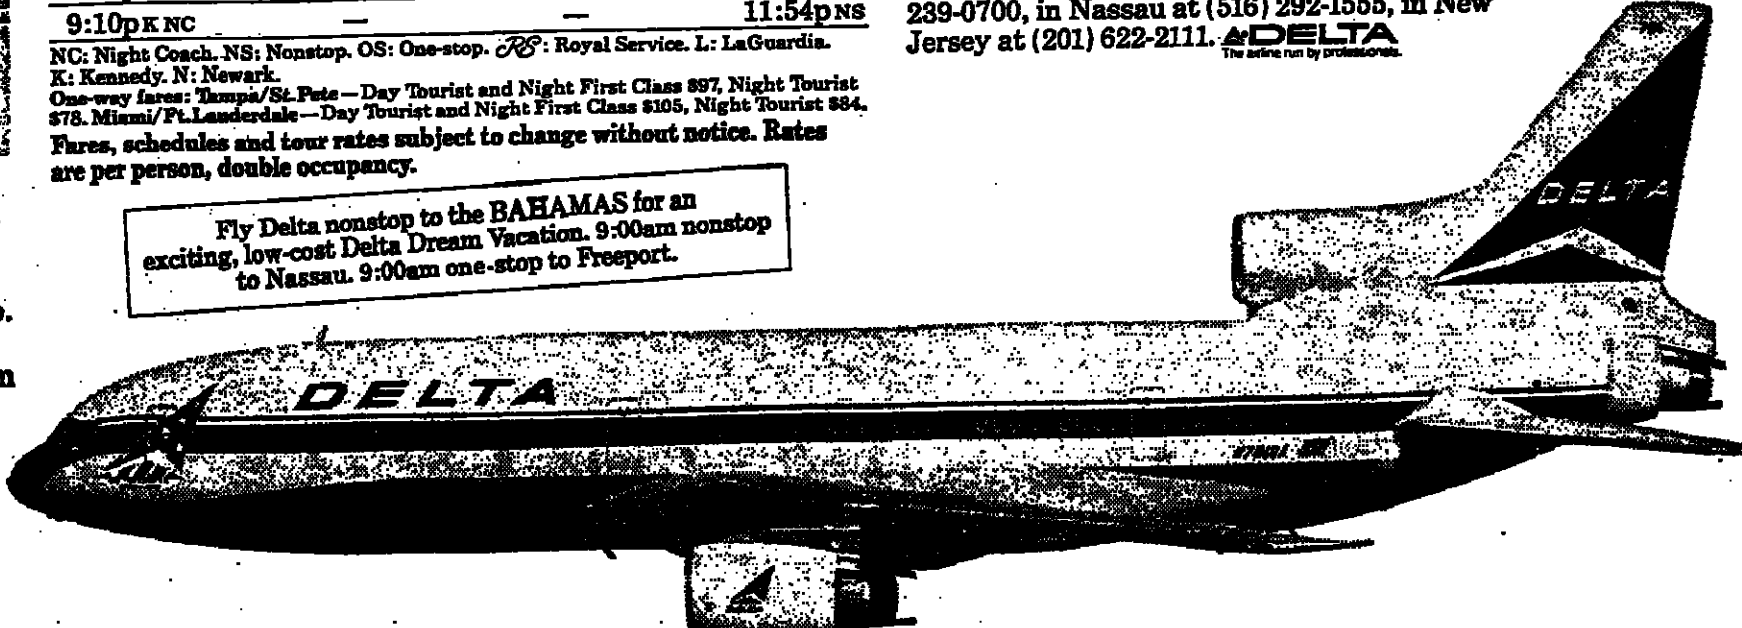 9:10p K NC — — 11:54p NS
NC: Night Coach. NS: Nonstop. OS: One-stop. RS: Royal Service. L: LaGuardia.
K: Kennedy. N: Newark.
One-way fares: Tampa/St. Pete—Day Tourist and Night First Class $97, Night Tourist
$78. Miami/Ft. Lauderdale—Day Tourist and Night First Class $105, Night Tourist $84.
Fares, schedules and tour rates subject to change without notice. Rates
are per person, double occupancy.
Fly Delta nonstop to the BAHAMAS for an
exciting, low-cost Delta Dream Vacation. 9:00am nonstop
to Nassau. 9:00am one-stop to Freeport.
239-0700, in Nassau at (516) 292-1555, in New
Jersey at (201) 622-2111. DELTA
The airline run by professionals.
DELTA
DELTA